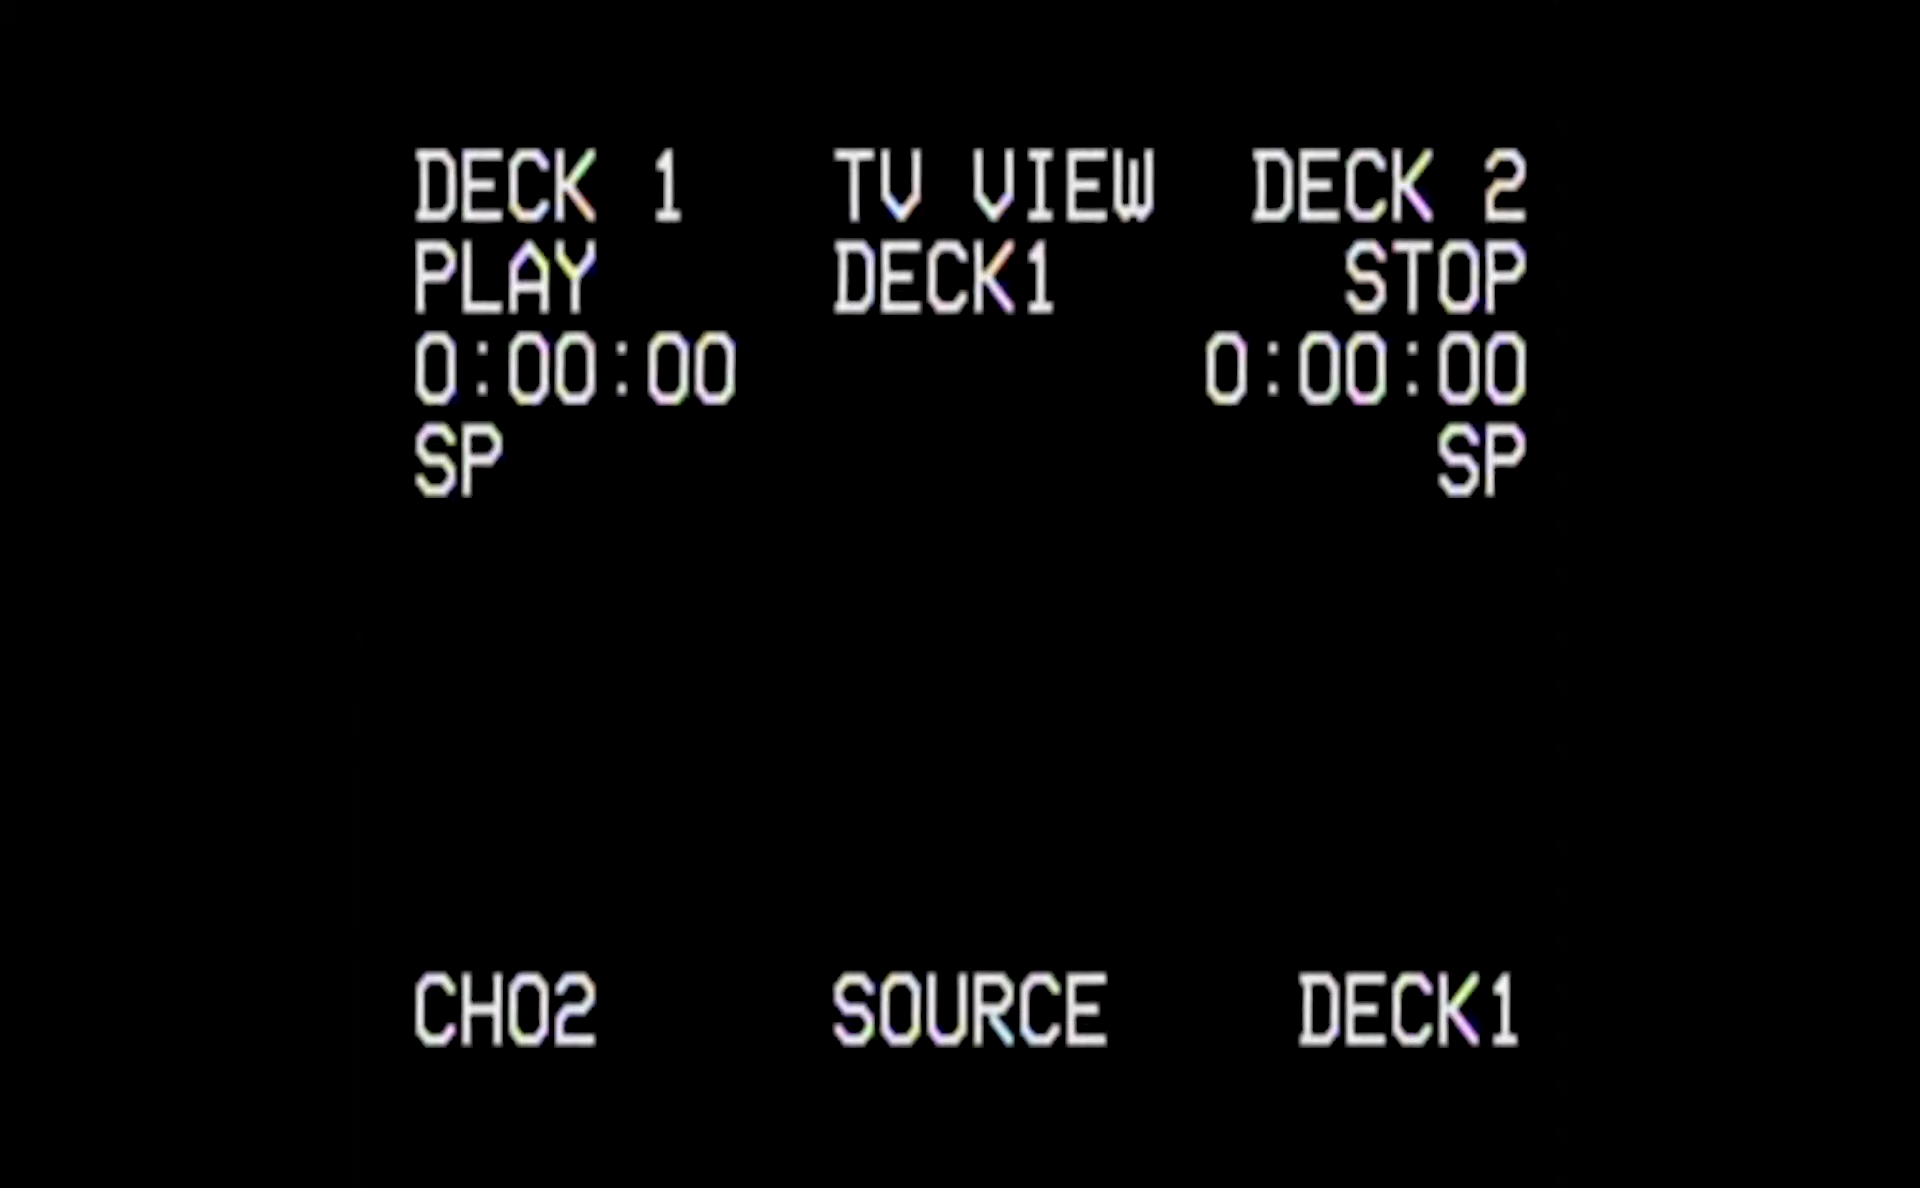 DECK 1 TV VIEW DECK 2
PLAY DECK1 STOP
0:00:00 0:00:00
SP SP
CH02 SOURCE DECK1